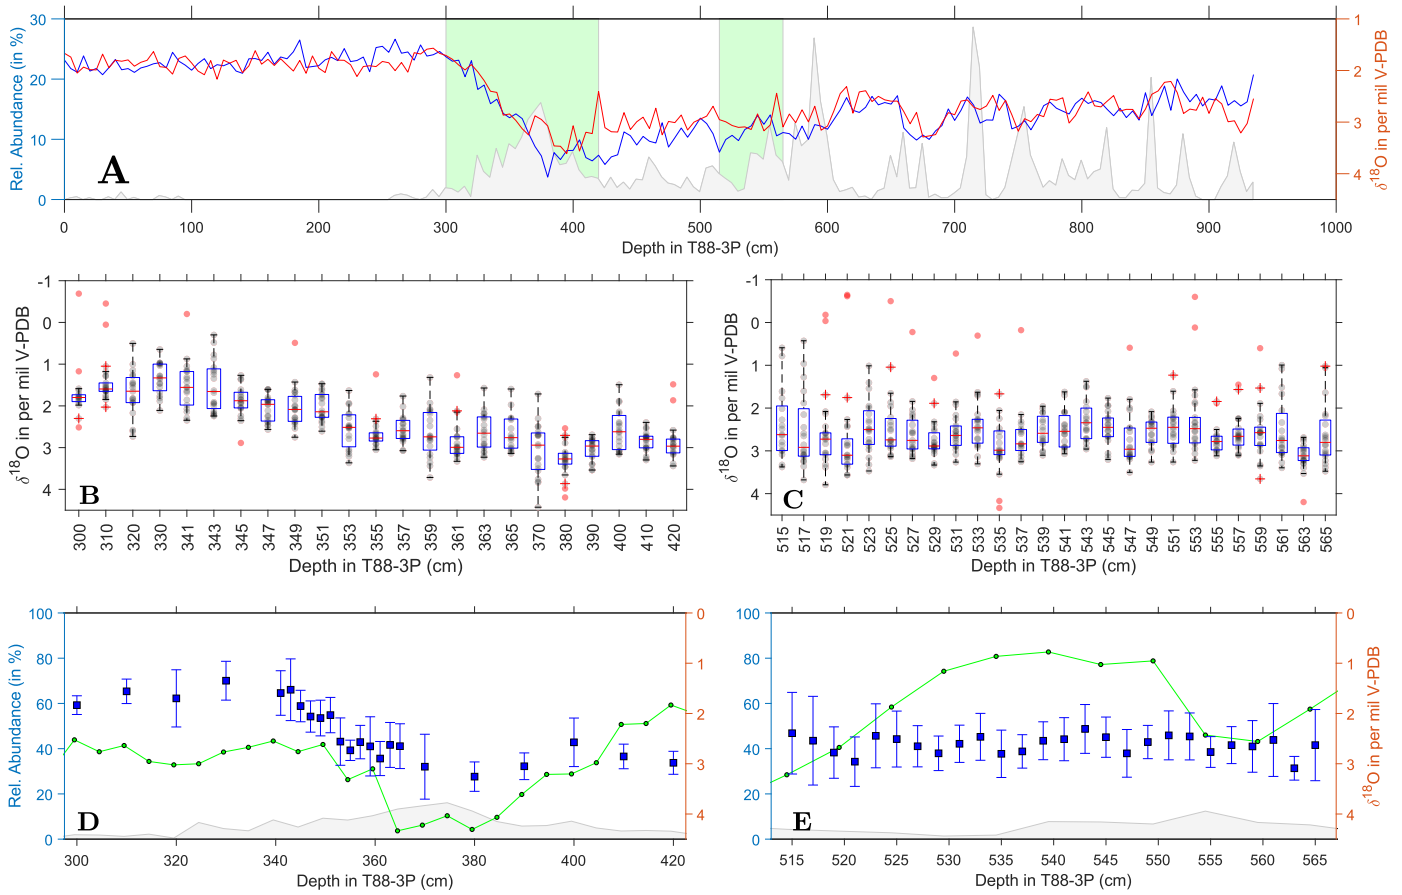 30
20
10
0
Rel. Abundance (in %)
A
1
2
3
4
δ18O in per mil V-PDB
0 100 200 300 400 500 600 700 800 900 1000
Depth in T88-3P (cm)
-1
0
1
2
3
4
δ18O in per mil V-PDB
B
300 310 320 330 341 343 345 347 349 351 353 355 357 359 361 363 365 370 380 390 400 410 420
Depth in T88-3P (cm)
-1
0
1
2
3
4
δ18O in per mil V-PDB
C
515 517 519 521 523 525 527 529 531 533 535 537 539 541 543 545 547 549 551 555 557 559 561 563 565
Depth in T88-3P (cm)
100
80
60
40
20
0
Rel. Abundance (in %)
D
0
1
2
3
4
300 320 340 360 380 400 420
Depth in T88-3P (cm)
100
80
60
40
20
0
E
0
1
2
3
4
δ18O in per mil V-PDB
515 520 525 530 535 540 545 550 555 560 565
Depth in T88-3P (cm)